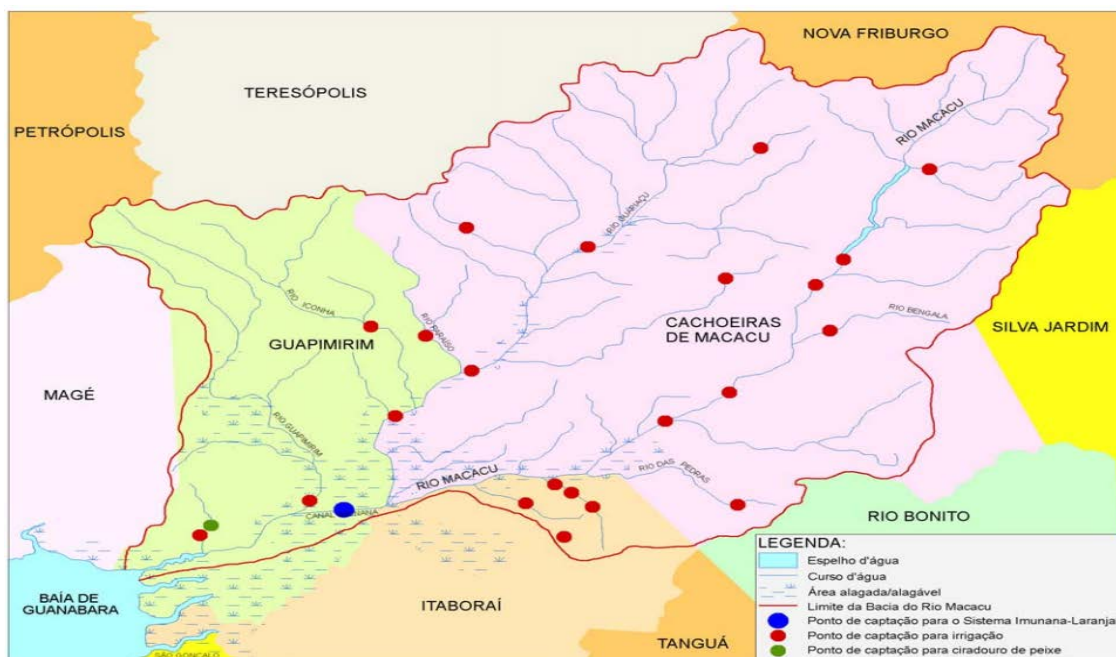 NOVA FRIBURGO
TERESÓPOLIS
PETRÓPOLIS
RIO MACACU
RIO GUAPIAÇU
RIO ICONHA
RIO PARAÍSO
GUAPIMIRIM
CACHOEIRAS
DE MACACU
RIO BENGALA
SILVA JARDIM
MAGÉ
RIO GUAPIMIRIM
RIO MACACU
RIO DAS PEDRAS
CANAL
RIO BONITO
BAÍA DE
GUANABARA
ITABORAÍ
TANGUÁ
SÃO GONÇALO
LEGENDA:
Espelho d'água
Curso d'água
Área alagada/alagável
Limite da Bacia do Rio Macacu
Ponto de captação para o Sistema Imunana-Laranjal
Ponto de captação para irrigação
Ponto de captação para ciradouro de peixe